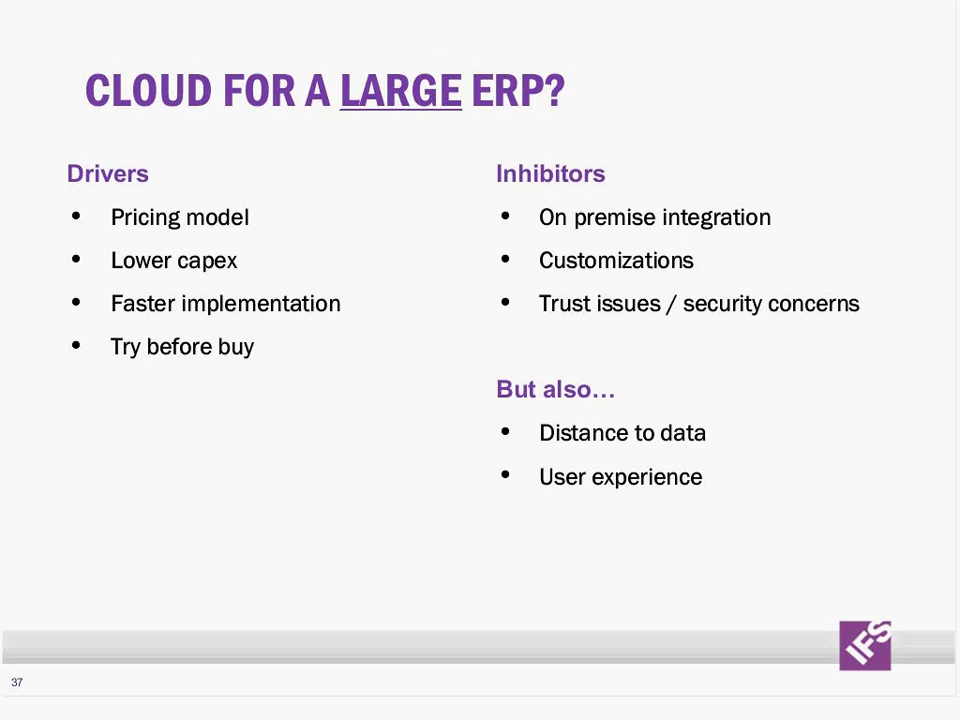 CLOUD FOR A LARGE ERP?
Drivers
• Pricing model
• Lower capex
• Faster implementation
• Try before buy
Inhibitors
• On premise integration
• Customizations
• Trust issues / security concerns
But also…
• Distance to data
• User experience
IFS
37